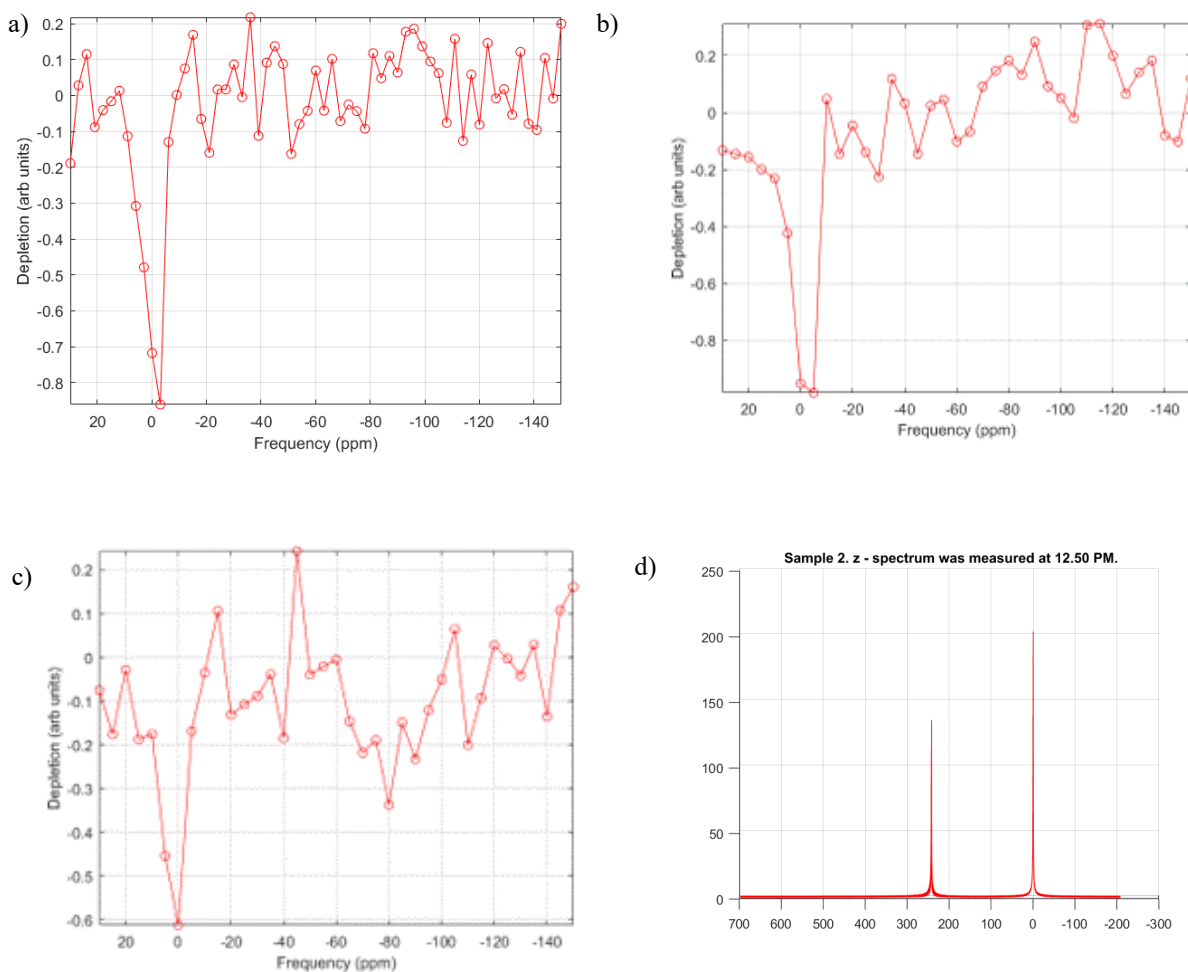 a)
0.2
0.1
0
-0.1
-0.2
-0.3
-0.4
-0.5
-0.6
-0.7
-0.8
Depletion (arb units)
20 0 -20 -40 -60 -80 -100 -120 -140
Frequency (ppm)
b)
0.2
0
-0.2
-0.4
-0.6
-0.8
Depletion (arb units)
20 0 -20 -40 -60 -80 -100 -120 -140
Frequency (ppm)
c)
0.2
0.1
0
-0.1
-0.2
-0.3
-0.4
-0.5
-0.6
Depletion (arb units)
20 0 -20 -40 -60 -80 -100 -120 -140
Frequency (ppm)
d)
Sample 2. z - spectrum was measured at 12.50 PM.
250
200
150
100
50
0
700 600 500 400 300 200 100 0 -100 -200 -300